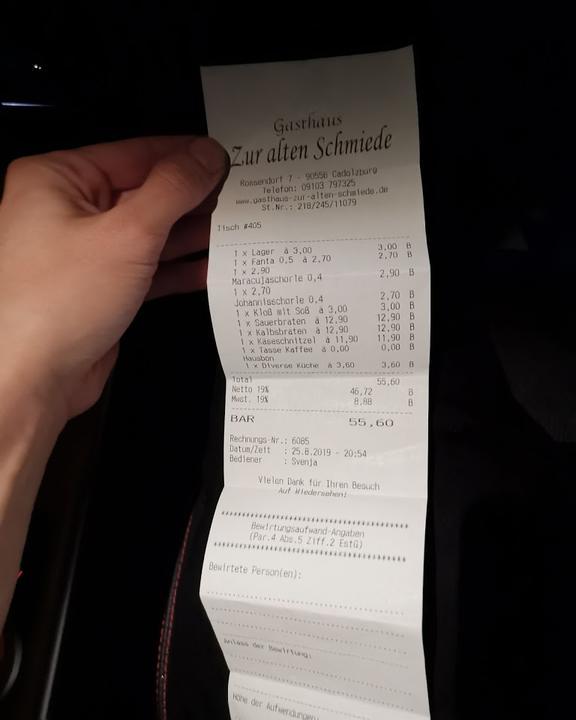 Gasthaus
Zur alten Schmiede
Rossendorf 7 - 90556 Cadolzburg
Telefon: 09103 797325
www.gasthaus-zur-alten-schmiede.de
St.Nr.: 218/245/11079
Tisch #405
1 x Lager à 3,00 3,00 B
1 x Fanta 0,5 à 2,70 2,70 B
1 x 2,90
Maracujaschorle 0,4 2,90 B
1 x 2,70
Johannisschorle 0,4 2,70 B
1 x Kloß mit Soß à 3,00 3,00 B
1 x Sauerbraten à 12,90 12,90 B
1 x Kalbsbraten à 12,90 12,90 B
1 x Käseschnitzel à 11,90 11,90 B
1 x Tasse Kaffee à 0,00 0,00 B
Hausbon
1 x Diverse Küche à 3,60 3,60 B
Total 55,60
Netto 19% 46,72 B
Mwst. 19% 8,88 B
BAR 55,60
Rechnungs-Nr.: 6085
Datum/Zeit : 25.8.2019 - 20:54
Bediener : Svenja
Vielen Dank für Ihren Besuch
Auf Wiedersehen!
Bewirtungsaufwand-Angaben
(Par.4 Abs.5 Ziff.2 EstG)
Bewirtete Person(en):
Anlass der Bewirtung:
Höhe der Aufwendungen: